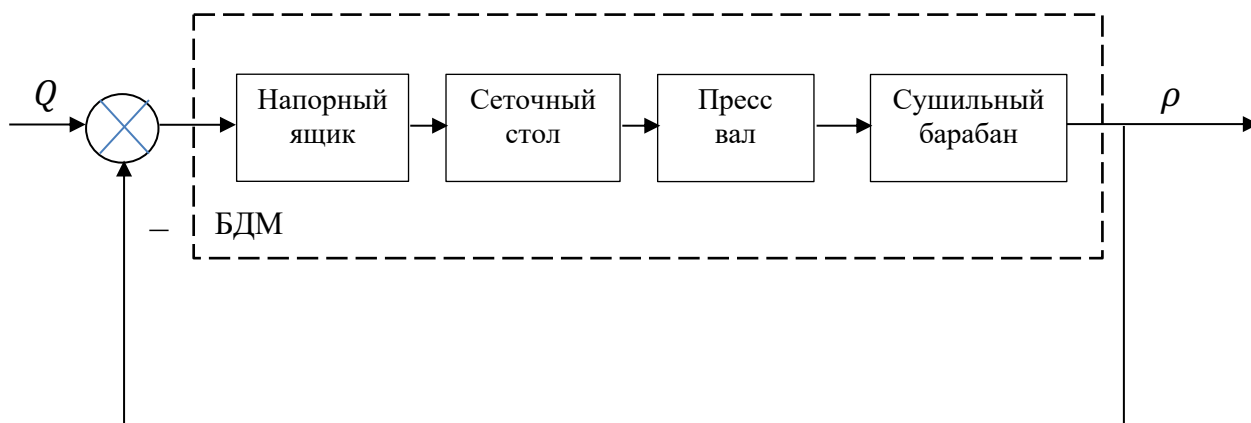 Q
Напорный
ящик
Сеточный
стол
Пресс
вал
Сушильный
барабан
ρ
–
БДМ